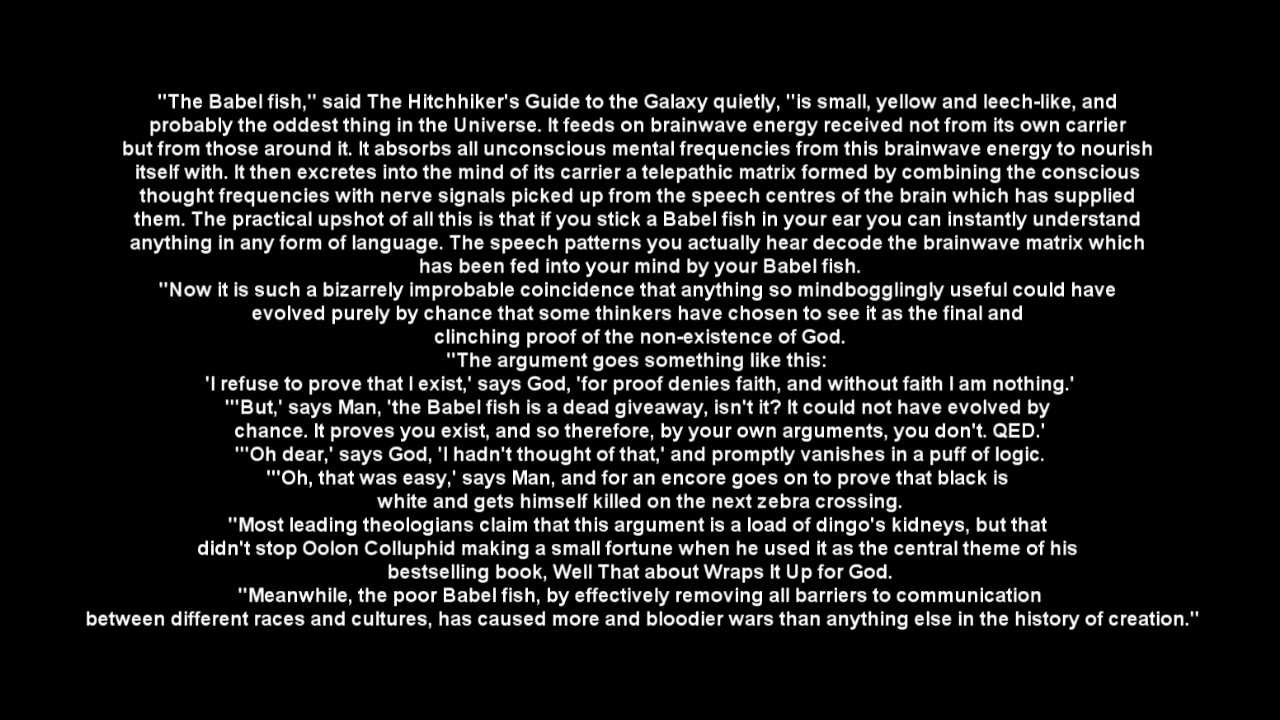 "The Babel fish," said The Hitchhiker's Guide to the Galaxy quietly, "is small, yellow and leech-like, and
probably the oddest thing in the Universe. It feeds on brainwave energy received not from its own carrier
but from those around it. It absorbs all unconscious mental frequencies from this brainwave energy to nourish
itself with. It then excretes into the mind of its carrier a telepathic matrix formed by combining the conscious
thought frequencies with nerve signals picked up from the speech centres of the brain which has supplied
them. The practical upshot of all this is that if you stick a Babel fish in your ear you can instantly understand
anything in any form of language. The speech patterns you actually hear decode the brainwave matrix which
has been fed into your mind by your Babel fish.
"Now it is such a bizarrely improbable coincidence that anything so mindbogglingly useful could have
evolved purely by chance that some thinkers have chosen to see it as the final and
clinching proof of the non-existence of God.
"The argument goes something like this:
'I refuse to prove that I exist,' says God, 'for proof denies faith, and without faith I am nothing.'
"'But,' says Man, 'the Babel fish is a dead giveaway, isn't it? It could not have evolved by
chance. It proves you exist, and so therefore, by your own arguments, you don't. QED.'
"'Oh dear,' says God, 'I hadn't thought of that,' and promptly vanishes in a puff of logic.
"'Oh, that was easy,' says Man, and for an encore goes on to prove that black is
white and gets himself killed on the next zebra crossing.
"Most leading theologians claim that this argument is a load of dingo's kidneys, but that
didn't stop Oolon Colluphid making a small fortune when he used it as the central theme of his
bestselling book, Well That about Wraps It Up for God.
"Meanwhile, the poor Babel fish, by effectively removing all barriers to communication
between different races and cultures, has caused more and bloodier wars than anything else in the history of creation."